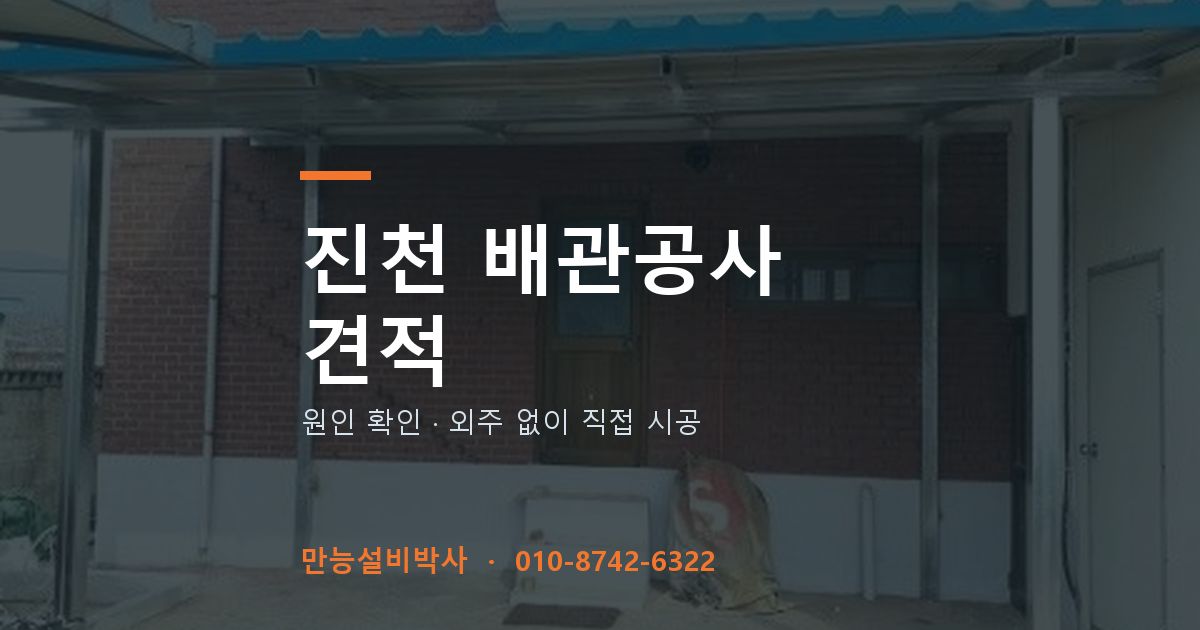 진천 배관공사
견적
원인 확인 · 외주 없이 직접 시공
S
만능설비박사 · 010-8742-6322